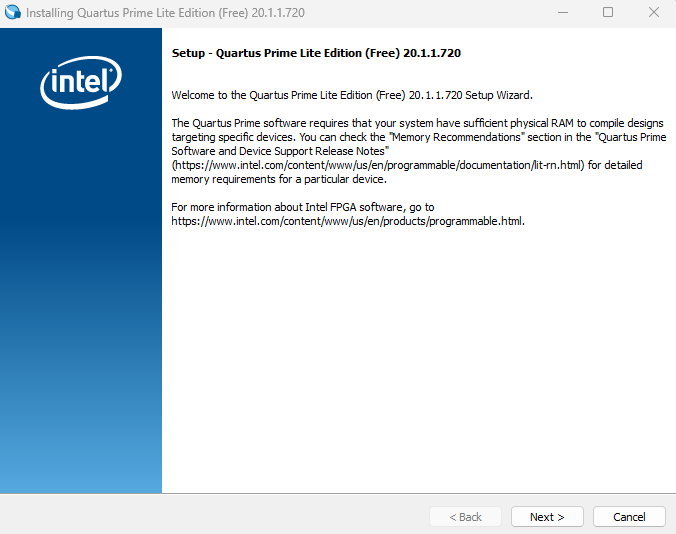 Installing Quartus Prime Lite Edition (Free) 20.1.1.720
intel
Setup - Quartus Prime Lite Edition (Free) 20.1.1.720
Welcome to the Quartus Prime Lite Edition (Free) 20.1.1.720 Setup Wizard.
The Quartus Prime software requires that your system have sufficient physical RAM to compile designs
targeting specific devices. You can check the "Memory Recommendations" section in the "Quartus Prime
Software and Device Support Release Notes"
(https://www.intel.com/content/www/us/en/programmable/documentation/lit-rn.html) for detailed
memory requirements for a particular device.
For more information about Intel FPGA software, go to
https://www.intel.com/content/www/us/en/products/programmable.html.
< Back
Next >
Cancel